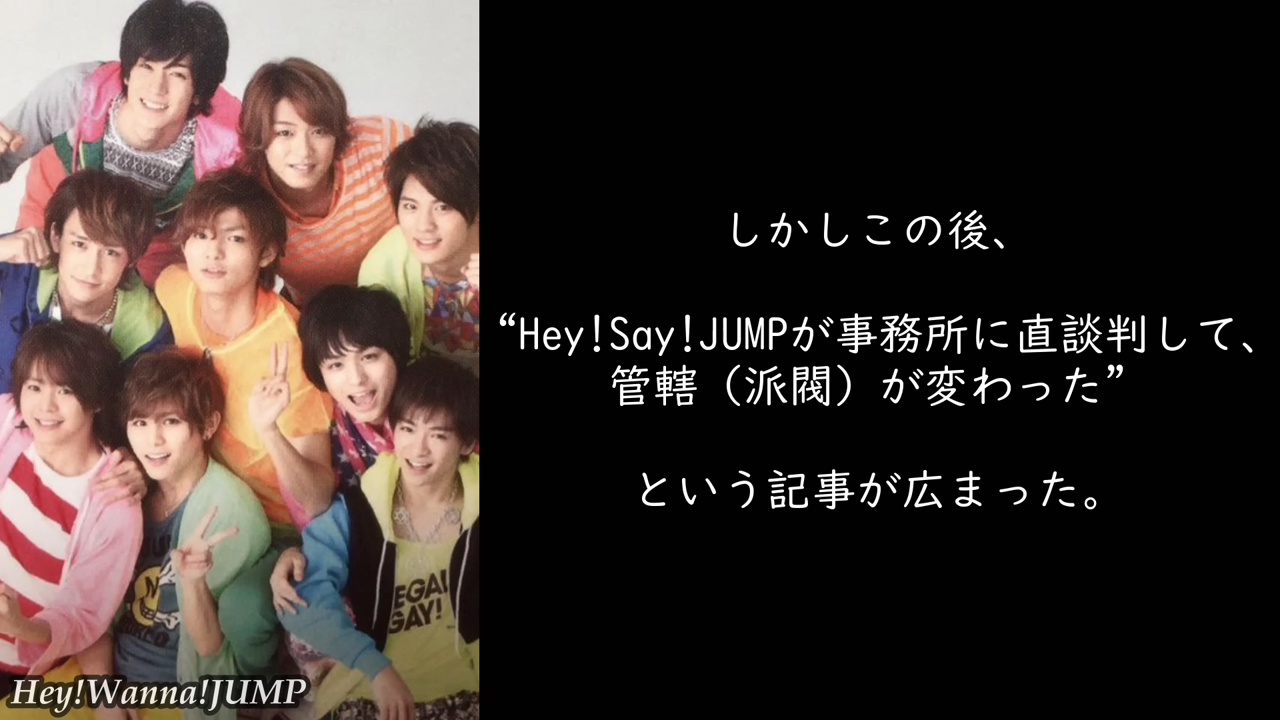 しかしこの後、
“Hey!Say!JUMPが事務所に直談判して、
管轄（派閥）が変わった”
という記事が広まった。
EGAL
GAY!
Hey!Wanna!JUMP